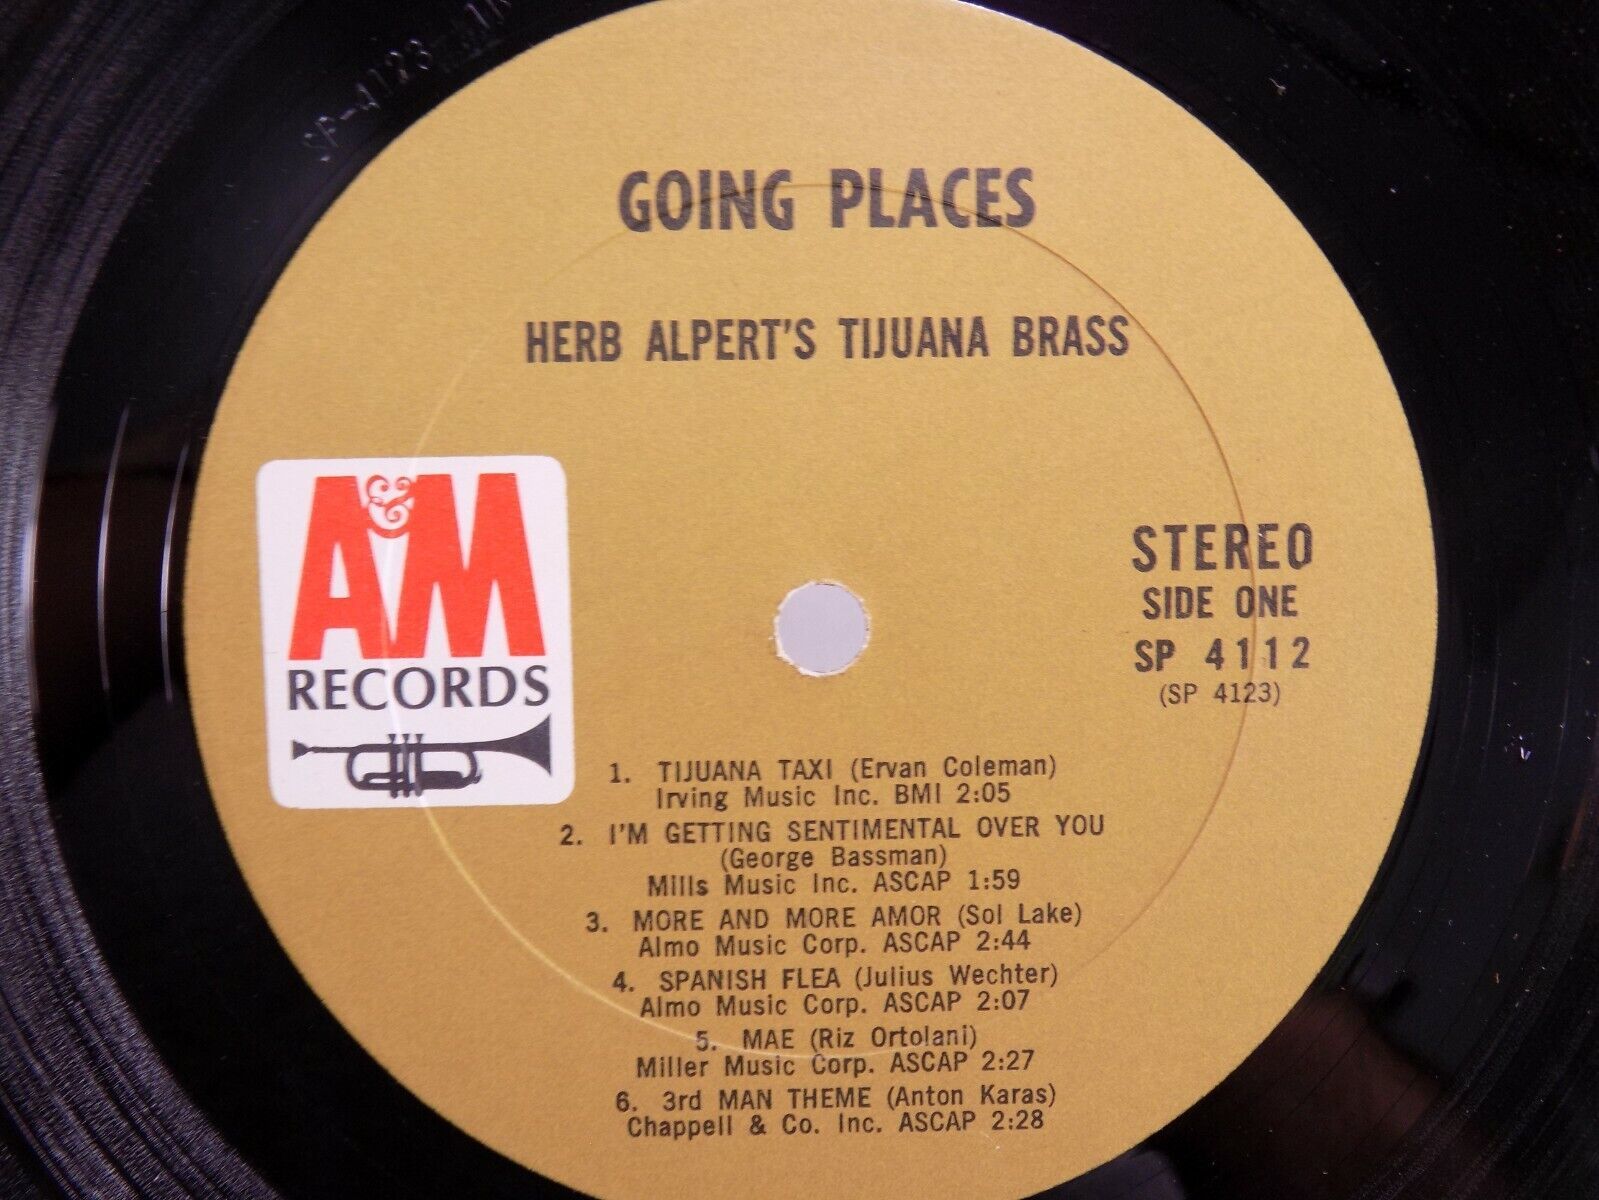 SP-4123
GOING PLACES
HERB ALPERT'S TIJUANA BRASS
A&M
RECORDS
STEREO
SIDE ONE
SP 4112
(SP 4123)
1. TIJUANA TAXI (Ervan Coleman)
Irving Music Inc. BMI 2:05
2. I'M GETTING SENTIMENTAL OVER YOU
(George Bassman)
Mills Music Inc. ASCAP 1:59
3. MORE AND MORE AMOR (Sol Lake)
Almo Music Corp. ASCAP 2:44
4. SPANISH FLEA (Julius Wechter)
Almo Music Corp. ASCAP 2:07
5. MAE (Riz Ortolani)
Miller Music Corp. ASCAP 2:27
6. 3rd MAN THEME (Anton Karas)
Chappell & Co. Inc. ASCAP 2:28